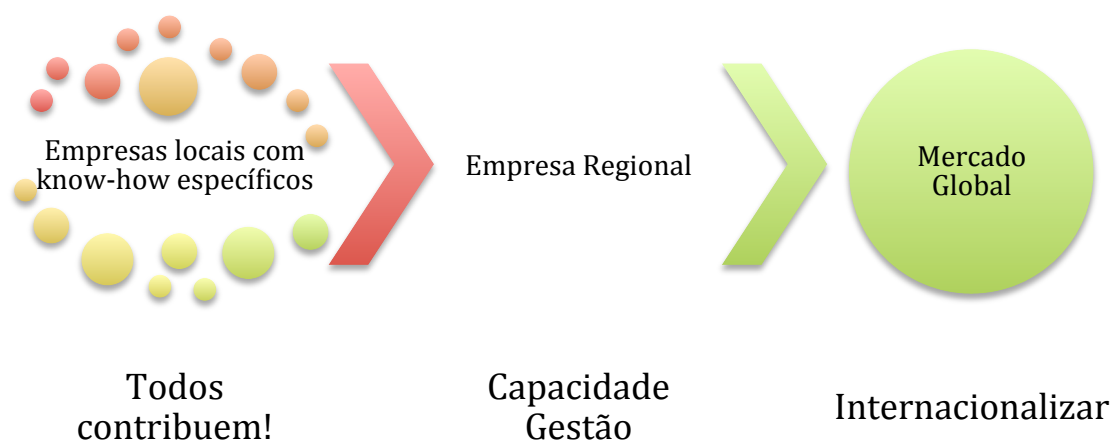 Empresas locais com
know-how específicos
Empresa Regional
Mercado
Global
Todos
contribuem!
Capacidade
Gestão
Internacionalizar